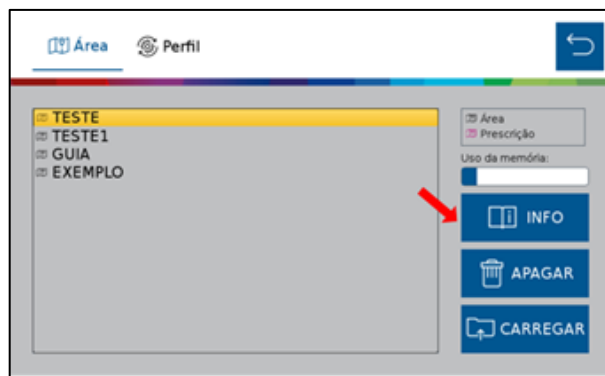 Área
Perfil
TESTE
TESTE1
GUIA
EXEMPLO
Área
Prescrição
Uso da memória:
INFO
APAGAR
CARREGAR